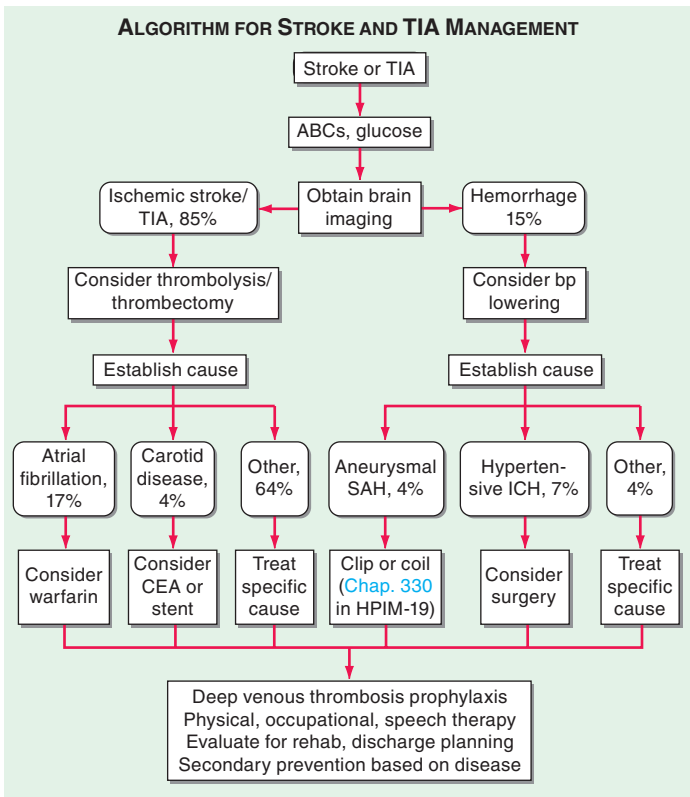 ALGORITHM FOR STROKE AND TIA MANAGEMENT
Stroke or TIA
ABCs, glucose
Obtain brain
imaging
Ischemic stroke/
TIA, 85%
Hemorrhage
15%
Consider thrombolysis/
thrombectomy
Consider bp
lowering
Establish cause
Establish cause
Atrial
fibrillation,
17%
Carotid
disease,
4%
Other,
64%
Aneurysmal
SAH, 4%
Hyperten-
sive ICH, 7%
Other,
4%
Consider
warfarin
Consider
CEA or
stent
Treat
specific
cause
Clip or coil
(Chap. 330
in HPIM-19)
Consider
surgery
Treat
specific
cause
Deep venous thrombosis prophylaxis
Physical, occupational, speech therapy
Evaluate for rehab, discharge planning
Secondary prevention based on disease